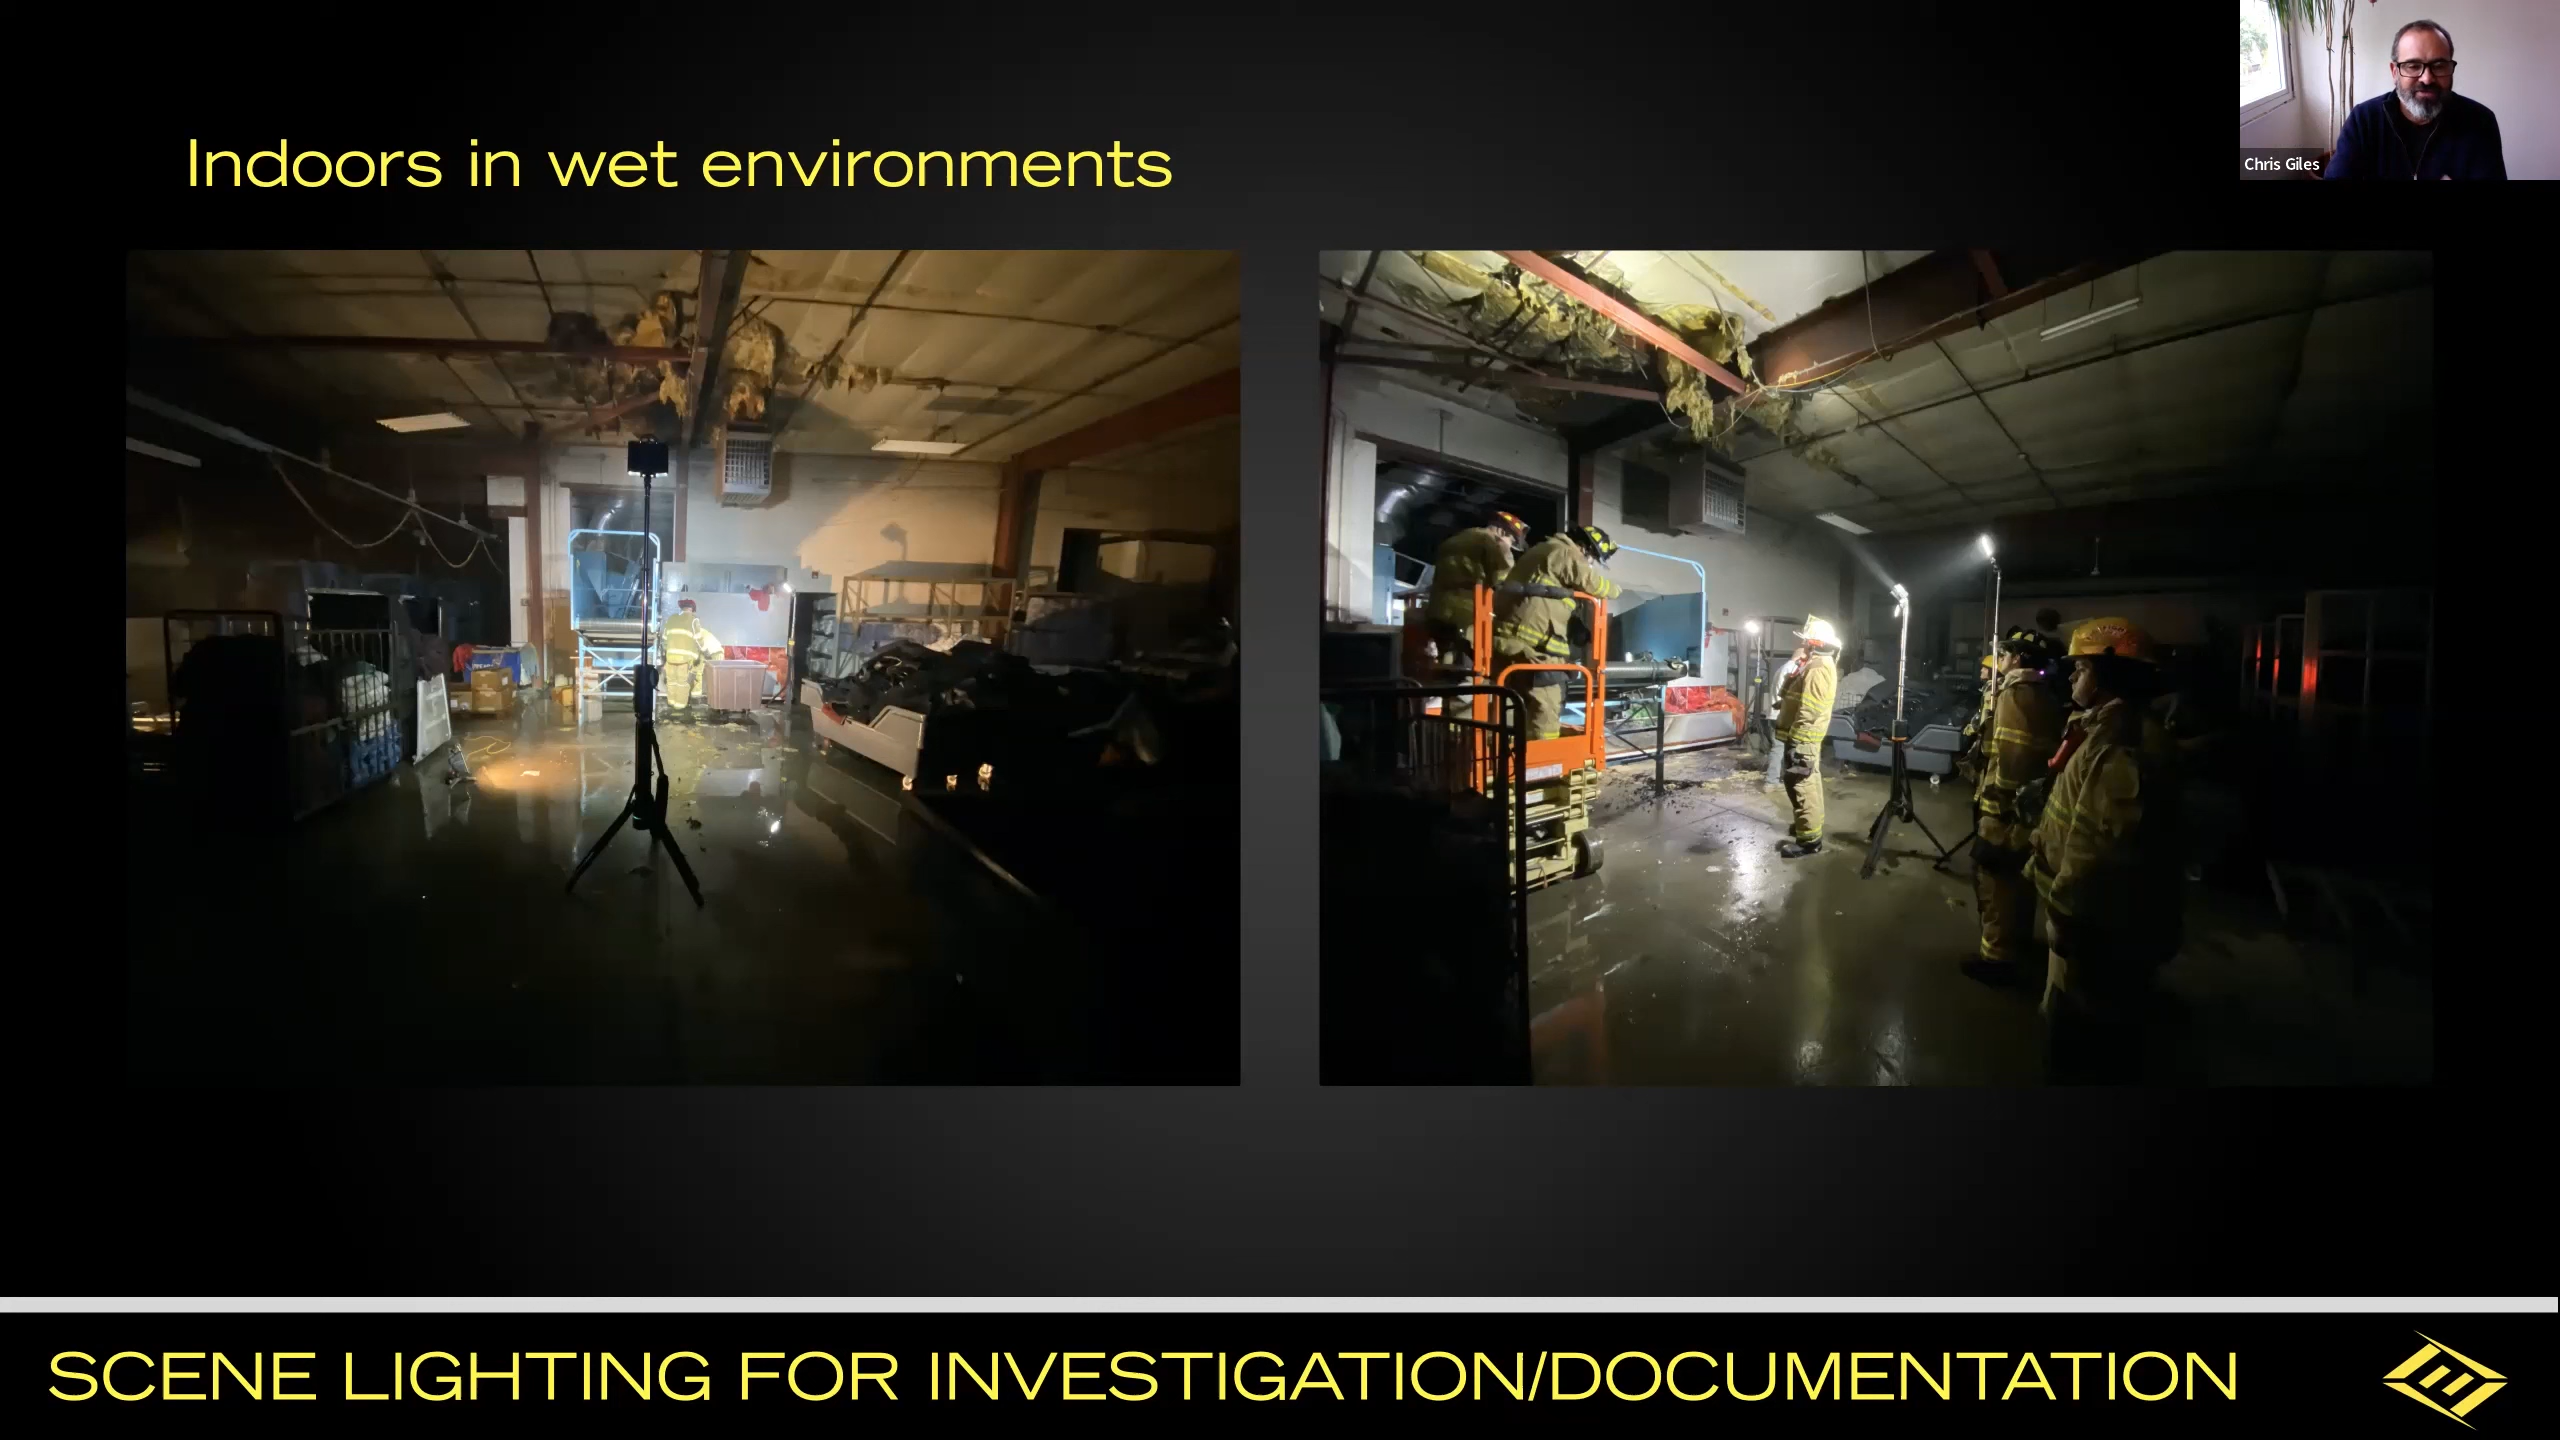 Chris Giles
Indoors in wet environments
SCENE LIGHTING FOR INVESTIGATION/DOCUMENTATION